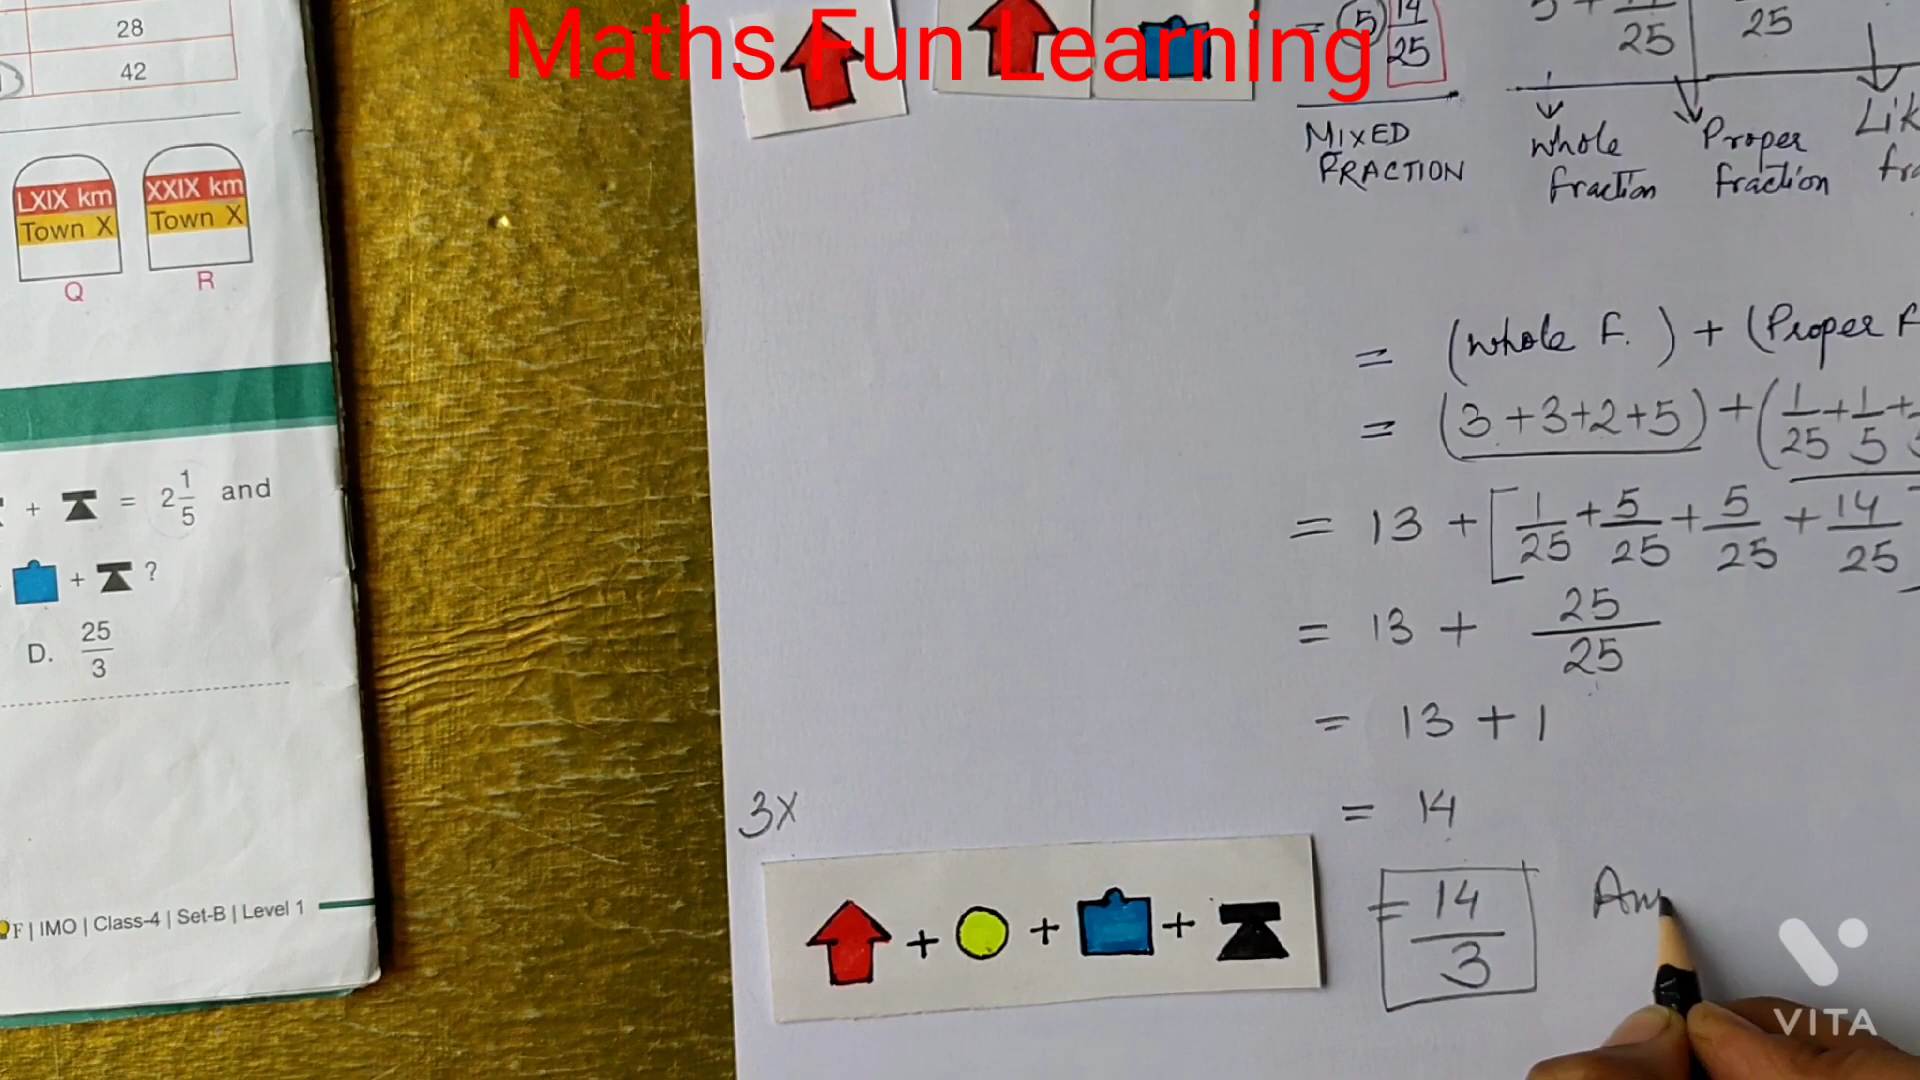 Maths Fun Learning
28
42
LXIX km
Town X
Q
XXIX km
Town X
R
+ = 2 1/5 and
+ ?
D. 25/3
F | IMO | Class-4 | Set-B | Level 1
= 5 14/25
MIXED
FRACTION
5 +
25
25
whole
fraction
Proper
fraction
= (whole F.) + (Proper F
= (3+3+2+5) + (1/25 + 1/5 +
= 13 + [1/25 + 5/25 + 5/25 + 14/25
= 13 + 25/25
= 13 + 1
= 14
3X
+ + +
= 14/3
VITA